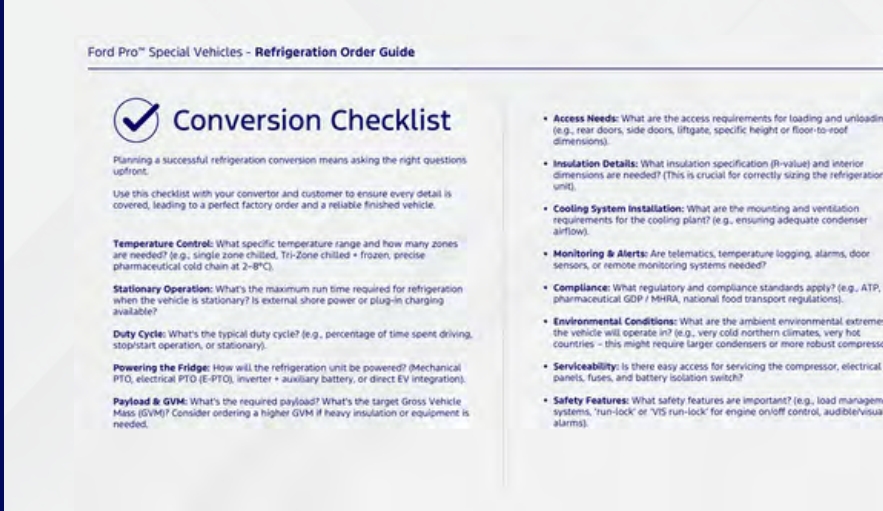 Ford Pro™ Special Vehicles - Refrigeration Order Guide
Conversion Checklist
Planning a successful refrigeration conversion means asking the right questions
upfront.
Use this checklist with your convertor and customer to ensure every detail is
covered, leading to a perfect factory order and a reliable finished vehicle.
Temperature Control: What specific temperature range and how many zones
are needed? (e.g., single zone chilled, Tri-Zone chilled + frozen, precise
pharmaceutical cold chain at 2–8°C).
Stationary Operation: What's the maximum run time required for refrigeration
when the vehicle is stationary? Is external shore power or plug-in charging
available?
Duty Cycle: What's the typical duty cycle? (e.g., percentage of time spent driving,
stop/start operation, or stationary).
Powering the Fridge: How will the refrigeration unit be powered? (Mechanical
PTO, electrical PTO (E-PTO), inverter + auxiliary battery, or direct EV integration).
Payload & GVM: What's the required payload? What's the target Gross Vehicle
Mass (GVM)? Consider ordering a higher GVM if heavy insulation or equipment is
needed.
• Access Needs: What are the access requirements for loading and unloadin
(e.g., rear doors, side doors, liftgate, specific height or floor-to-roof
dimensions).
• Insulation Details: What insulation specification (R-value) and interior
dimensions are needed? (This is crucial for correctly sizing the refrigeration
unit).
• Cooling System Installation: What are the mounting and ventilation
requirements for the cooling plant? (e.g., ensuring adequate condenser
airflow).
• Monitoring & Alerts: Are telematics, temperature logging, alarms, door
sensors, or remote monitoring systems needed?
• Compliance: What regulatory and compliance standards apply? (e.g., ATP,
pharmaceutical GDP / MHRA, national food transport regulations).
• Environmental Conditions: What are the ambient environmental extreme
the vehicle will operate in? (e.g., very cold northern climates, very hot
countries – this might require larger condensers or more robust compresso
• Serviceability: Is there easy access for servicing the compressor, electrical
panels, fuses, and battery isolation switch?
• Safety Features: What safety features are important? (e.g., load managem
systems, 'run-lock' or 'VIS run-lock' for engine on/off control, audible/visua
alarms).